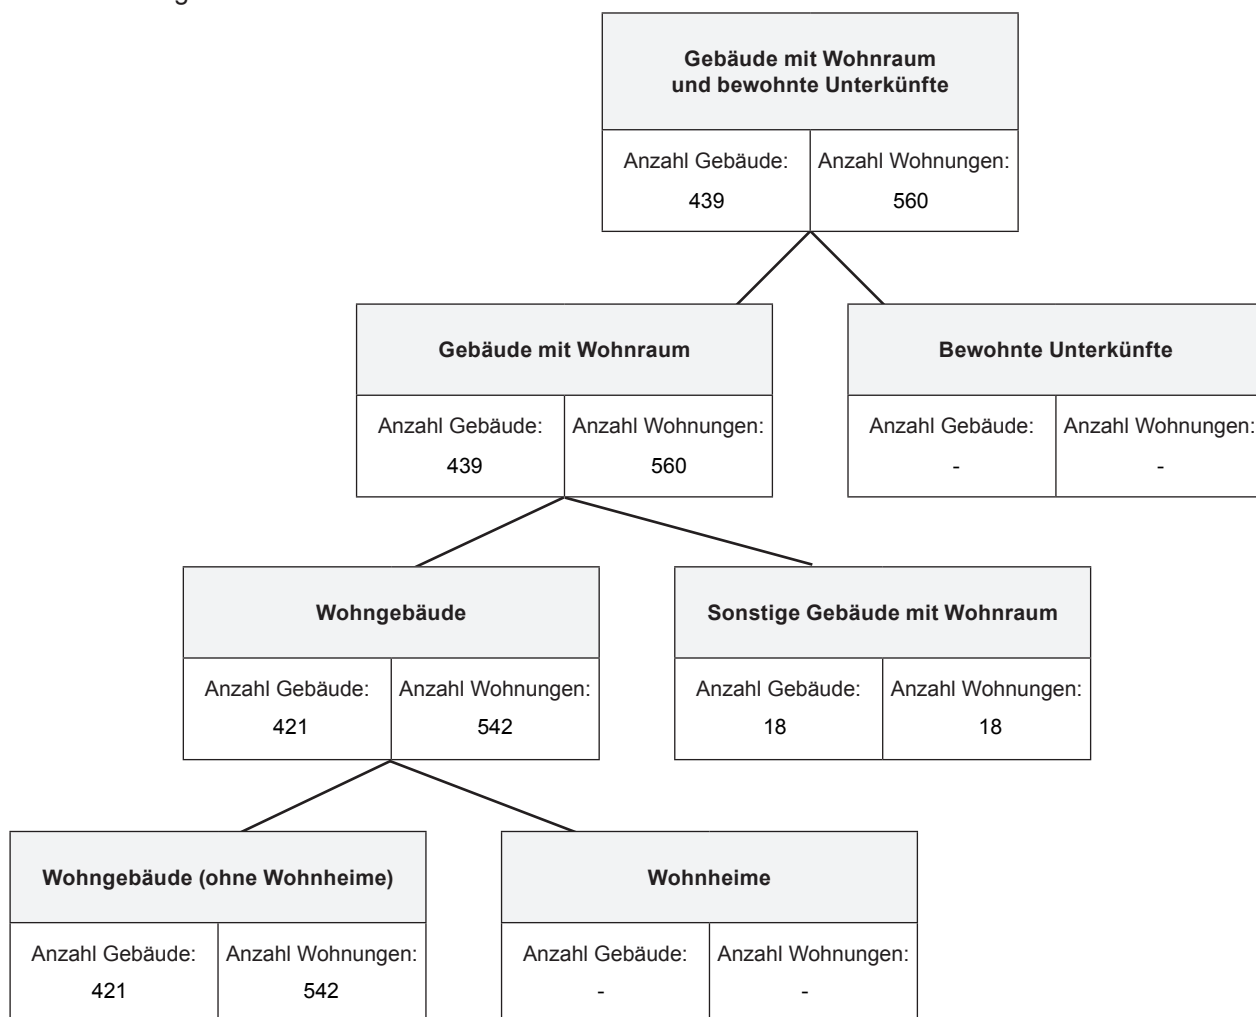 Gebäude mit Wohnraum
und bewohnte Unterkünfte
Anzahl Gebäude: Anzahl Wohnungen:
439 560
Gebäude mit Wohnraum
Anzahl Gebäude: Anzahl Wohnungen:
439 560
Bewohnte Unterkünfte
Anzahl Gebäude: Anzahl Wohnungen:
- -
Wohngebäude
Anzahl Gebäude: Anzahl Wohnungen:
421 542
Sonstige Gebäude mit Wohnraum
Anzahl Gebäude: Anzahl Wohnungen:
18 18
Wohngebäude (ohne Wohnheime)
Anzahl Gebäude: Anzahl Wohnungen:
421 542
Wohnheime
Anzahl Gebäude: Anzahl Wohnungen:
- -